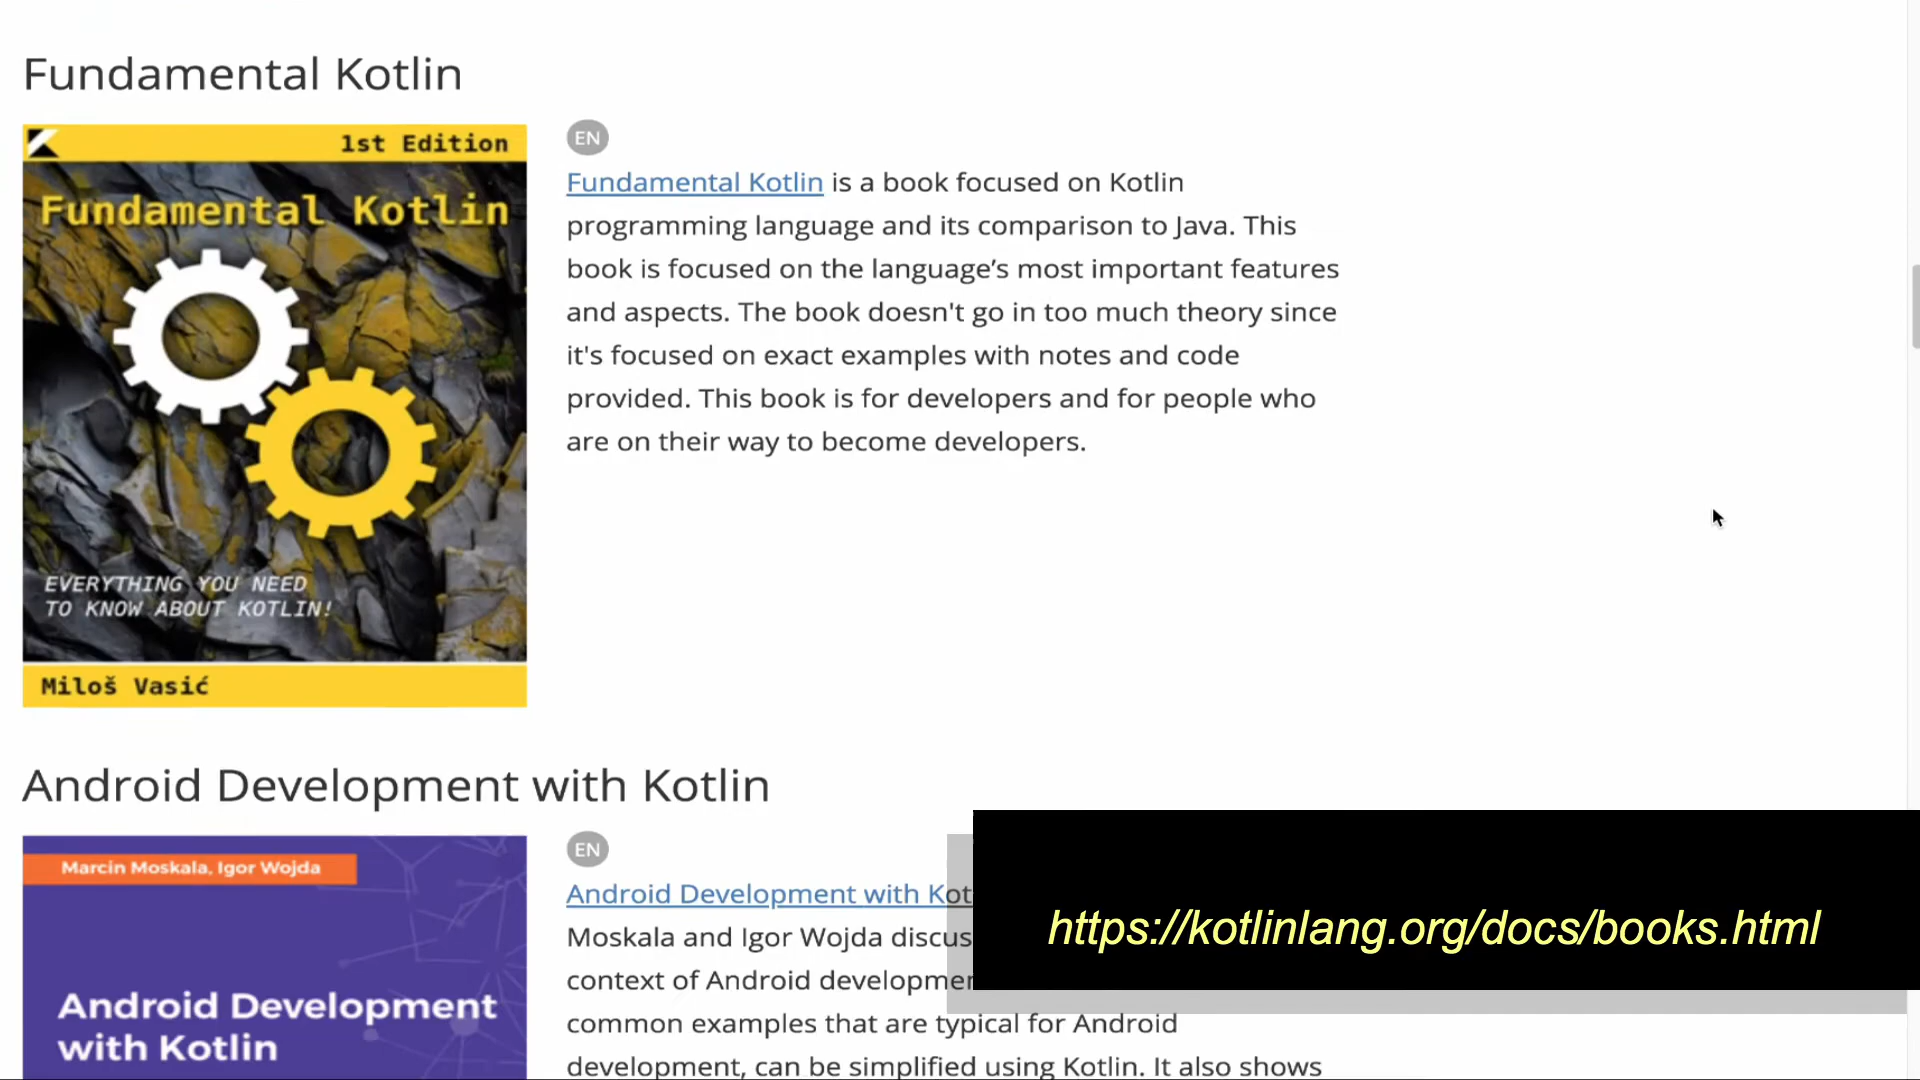 Fundamental Kotlin
1st Edition
Fundamental Kotlin
EVERYTHING YOU NEED
TO KNOW ABOUT KOTLIN!
Miloš Vasić
EN
Fundamental Kotlin is a book focused on Kotlin
programming language and its comparison to Java. This
book is focused on the language’s most important features
and aspects. The book doesn't go in too much theory since
it's focused on exact examples with notes and code
provided. This book is for developers and for people who
are on their way to become developers.
Android Development with Kotlin
Marcin Moskala, Igor Wojda
Android Development
with Kotlin
EN
Android Development with
Moskala and Igor Wojda
context of Android
common examples that are typical for Android
development, can be simplified using Kotlin. It also shows
https://kotlinlang.org/docs/books.html